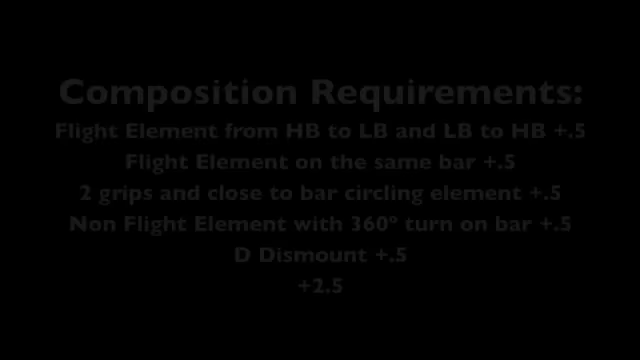 Composition Requirements:
Flight Element from HB to LB and LB to HB +.5
Flight Element on the same bar +.5
2 grips and close to bar circling element +.5
Non Flight Element with 360º turn on bar +.5
D Dismount +.5
+2.5